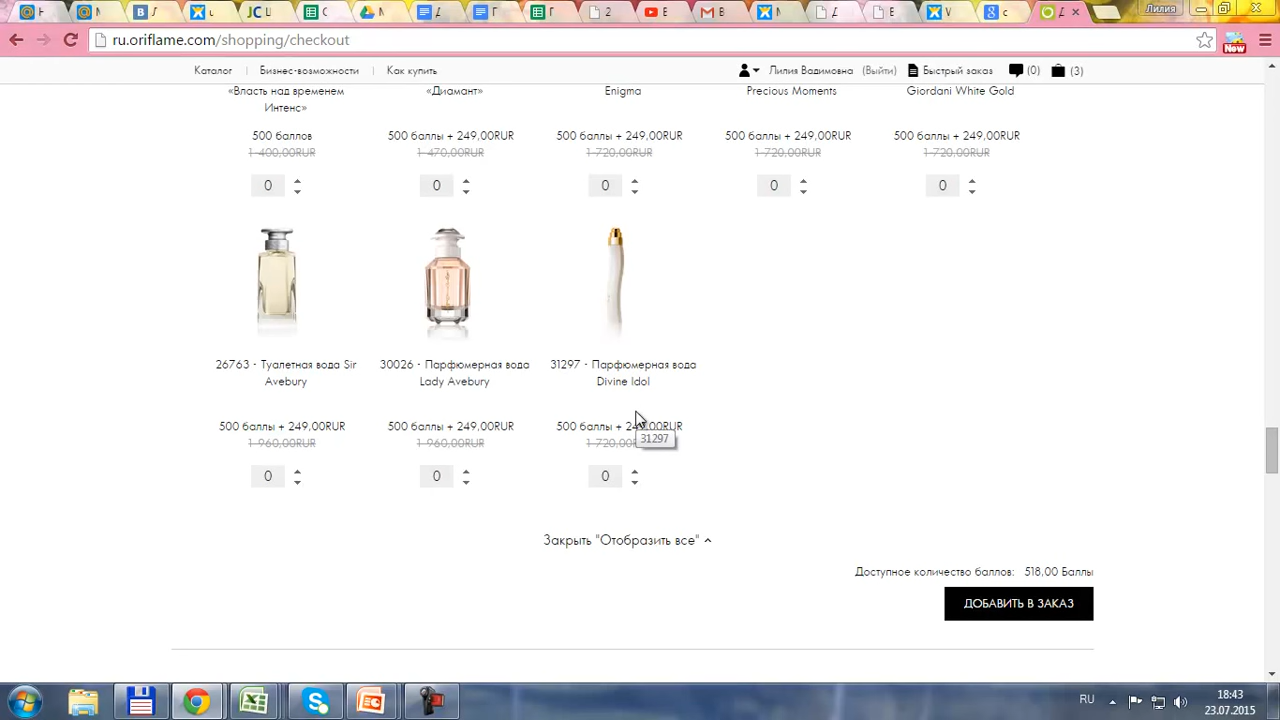 Лилия
ru.oriflame.com/shopping/checkout
New
Каталог Бизнес-возможности Как купить Лилия Вадимовна (Выйти) Быстрый заказ (0) (3)
«Власть над временем Интенс»
«Диамант»
Enigma
Precious Moments
Giordani White Gold
500 баллов
500 баллы + 249,00RUR
500 баллы + 249,00RUR
500 баллы + 249,00RUR
500 баллы + 249,00RUR
1 400,00RUR
1 470,00RUR
1 720,00RUR
1 720,00RUR
1 720,00RUR
0 0 0 0 0
26763 - Туалетная вода Sir Avebury
30026 - Парфюмерная вода Lady Avebury
31297 - Парфюмерная вода Divine Idol
500 баллы + 249,00RUR
500 баллы + 249,00RUR
500 баллы + 249,00RUR
1 960,00RUR
1 960,00RUR
31297
0 0 0
Закрыть "Отобразить все"
Доступное количество баллов: 518,00 Баллы
ДОБАВИТЬ В ЗАКАЗ
RU
18:43
23.07.2015